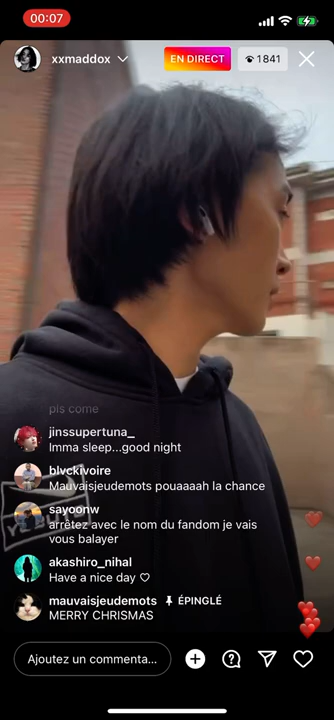 00:07
xxmaddox
EN DIRECT
1 841
pls come
jinssupertuna_
Imma sleep...good night
blvckivoire
Mauvaisjeudemots pouaaaah la chance
sayoonw
arrêtez avec le nom du fandom je vais
vous balayer
akashiro_nihal
Have a nice day ♡
mauvaisjeudemots ÉPINGLÉ
MERRY CHRISMAS
Ajoutez un commenta...